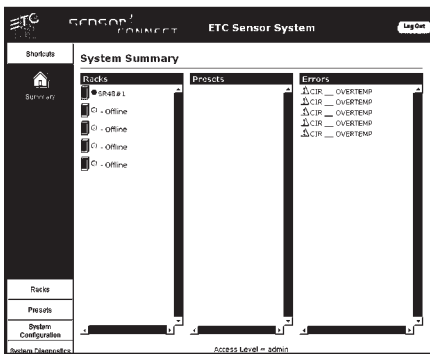 ETC
SENSOR+
CONNECT
ETC Sensor System
Log Out
Shortcuts
Summary
Racks
Presets
System
Configuration
System Diagnostics
System Summary
Racks
SR48#1
- Offline
- Offline
- Offline
- Offline
Presets
Errors
CIR __ OVERTEMP
CIR __ OVERTEMP
CIR __ OVERTEMP
CIR __ OVERTEMP
CIR __ OVERTEMP
Access Level = admin